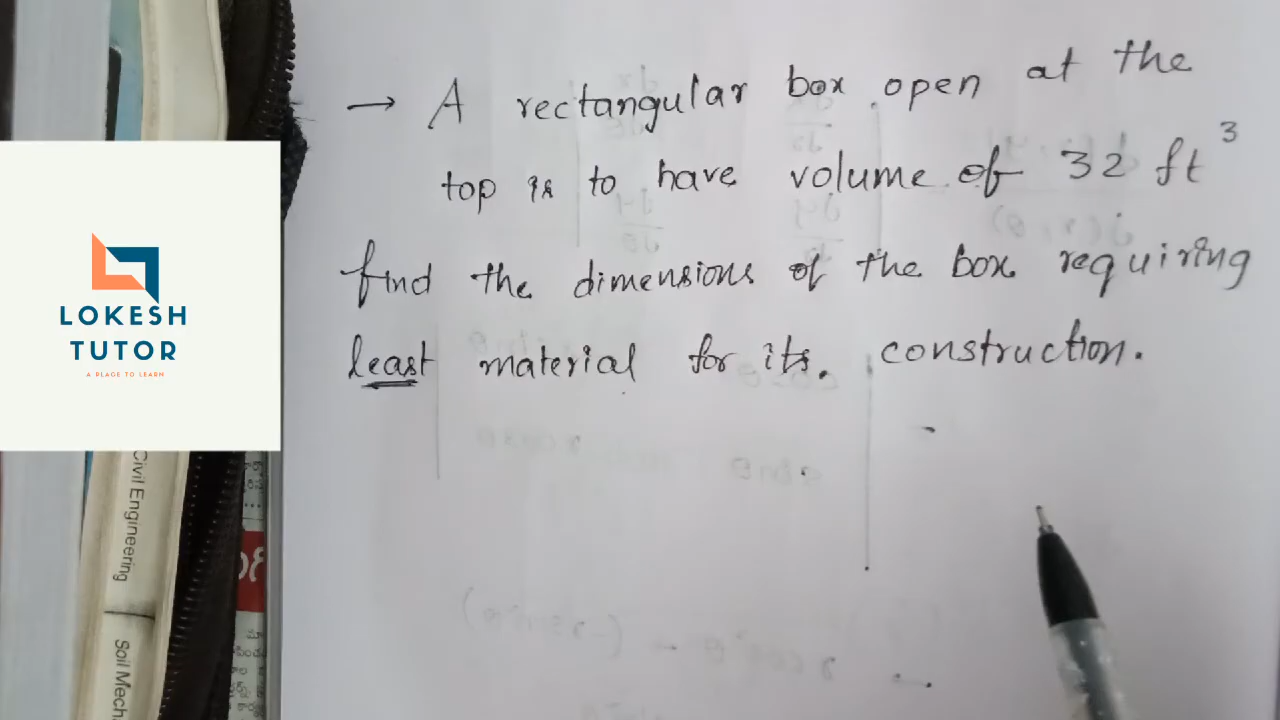 → A rectangular box open at the
top is to have volume of 32 ft³
find the dimensions of the box requiring
least material for its. construction.
LOKESH
TUTOR
A PLACE TO LEARN
Civil Engineering
Soil Mech